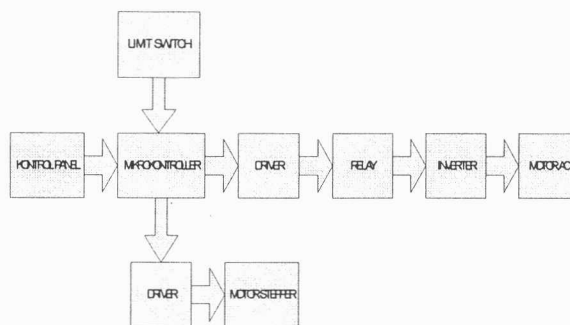 LIMIT SWITCH
KONTROL PANEL
MIKROKONTROLLER
DRIVER
RELAY
INVERTER
MOTOR AC
DRIVER
MOTOR STEPPER